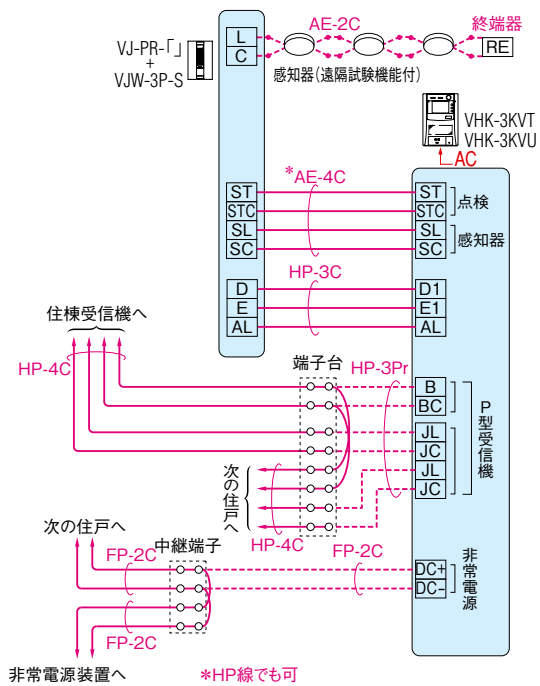 VJ-PR-「」
+
VJW-3P-S
L
C
AE-2C
終端器
RE
感知器(遠隔試験機能付)
VHK-3KVT
VHK-3KVU
AC
*AE-4C
ST
STC
SL
SC
ST
STC
SL
SC
点検
感知器
HP-3C
D
E
AL
D1
E1
AL
住棟受信機へ
HP-4C
端子台
HP-3Pr
B
BC
JL
JC
JL
JC
P型受信機
次の住戸へ
HP-4C
次の住戸へ
FP-2C
中継端子
FP-2C
DC+
DC-
非常電源
FP-2C
非常電源装置へ
*HP線でも可